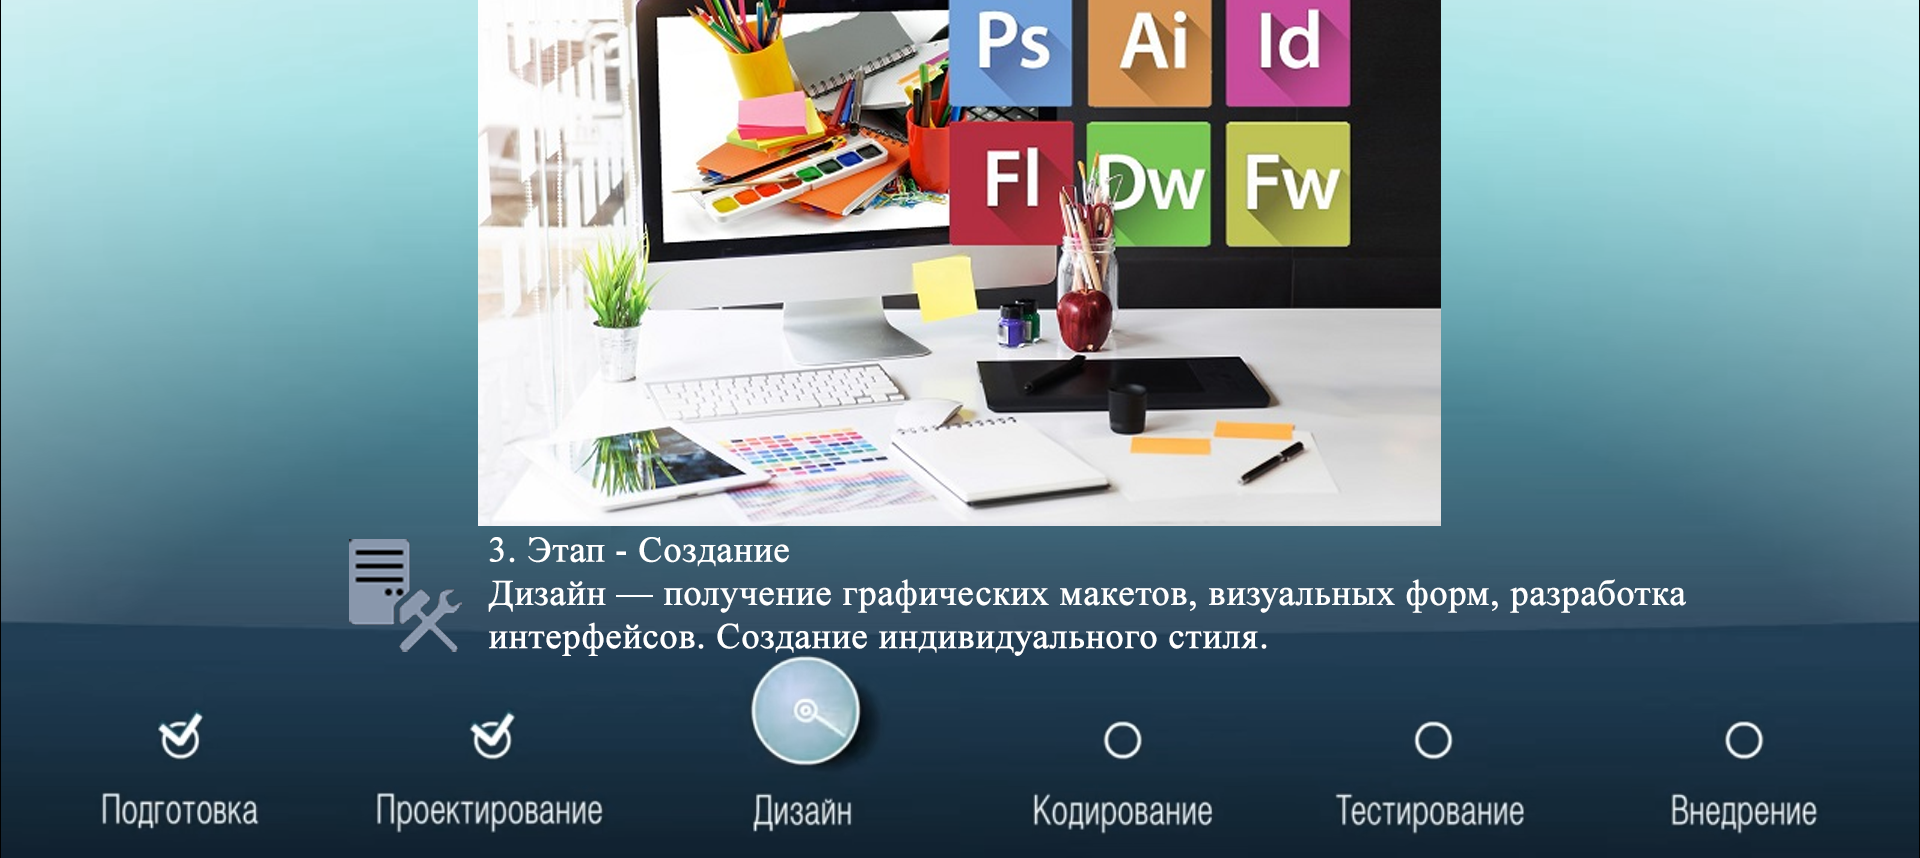 Ps Ai Id
Fl Dw Fw
3. Этап - Создание
Дизайн — получение графических макетов, визуальных форм, разработка
интерфейсов. Создание индивидуального стиля.
Подготовка Проектирование Дизайн Кодирование Тестирование Внедрение